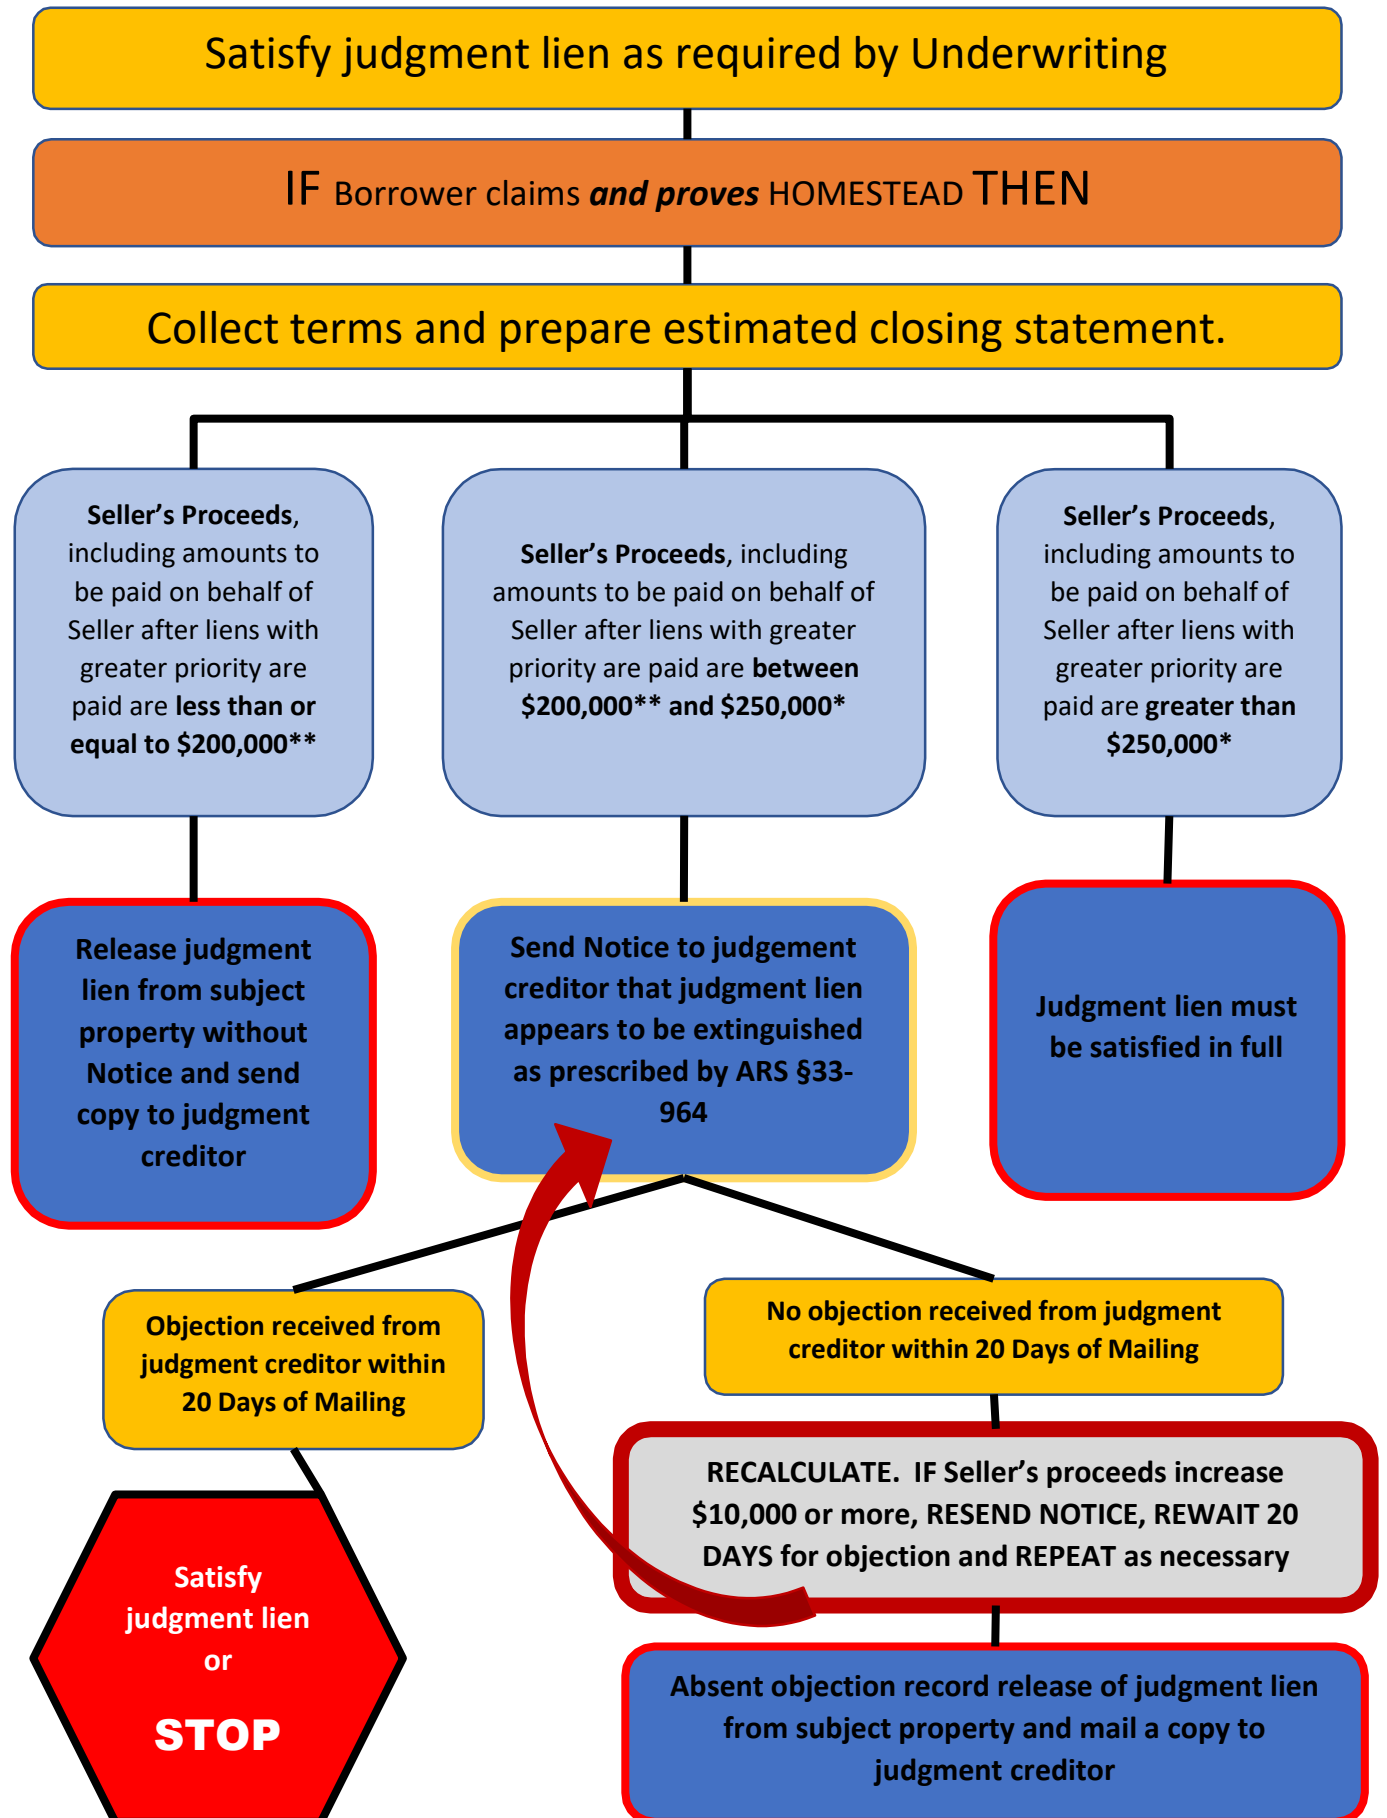 Satisfy judgment lien as required by Underwriting
IF Borrower claims and proves HOMESTEAD THEN
Collect terms and prepare estimated closing statement.
Seller’s Proceeds,
including amounts to
be paid on behalf of
Seller after liens with
greater priority are
paid are less than or
equal to $200,000**
Seller’s Proceeds, including
amounts to be paid on behalf of
Seller after liens with greater
priority are paid are between
$200,000** and $250,000*
Seller’s Proceeds,
including amounts to
be paid on behalf of
Seller after liens with
greater priority are
paid are greater than
$250,000*
Release judgment
lien from subject
property without
Notice and send
copy to judgment
creditor
Send Notice to judgement
creditor that judgment lien
appears to be extinguished
as prescribed by ARS §33-
964
Judgment lien must
be satisfied in full
Objection received from
judgment creditor within
20 Days of Mailing
No objection received from judgment
creditor within 20 Days of Mailing
RECALCULATE.  IF Seller’s proceeds increase
$10,000 or more, RESEND NOTICE, REWAIT 20
DAYS for objection and REPEAT as necessary
Satisfy
judgment lien
or
STOP
Absent objection record release of judgment lien
from subject property and mail a copy to
judgment creditor